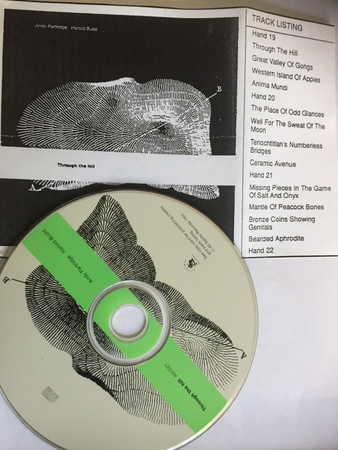 Andy Partridge Harold Budd
Through the hill
B
TRACK LISTING
Hand 19
Through The Hill
Great Valley Of Gongs
Western Island Of Apples
Anima Mundi
Hand 20
The Place Of Odd Glances
Well For The Sweat Of The
Moon
Tenochtitlan's Numberless
Bridges
Ceramic Avenue
Hand 21
Missing Pieces In The Game
Of Salt And Onyx
Mantle Of Peacock Bones
Bronze Coins Showing
Genitals
Bearded Aphrodite
Hand 22
Andy Partridge Harold Budd
Through the hill
A
B